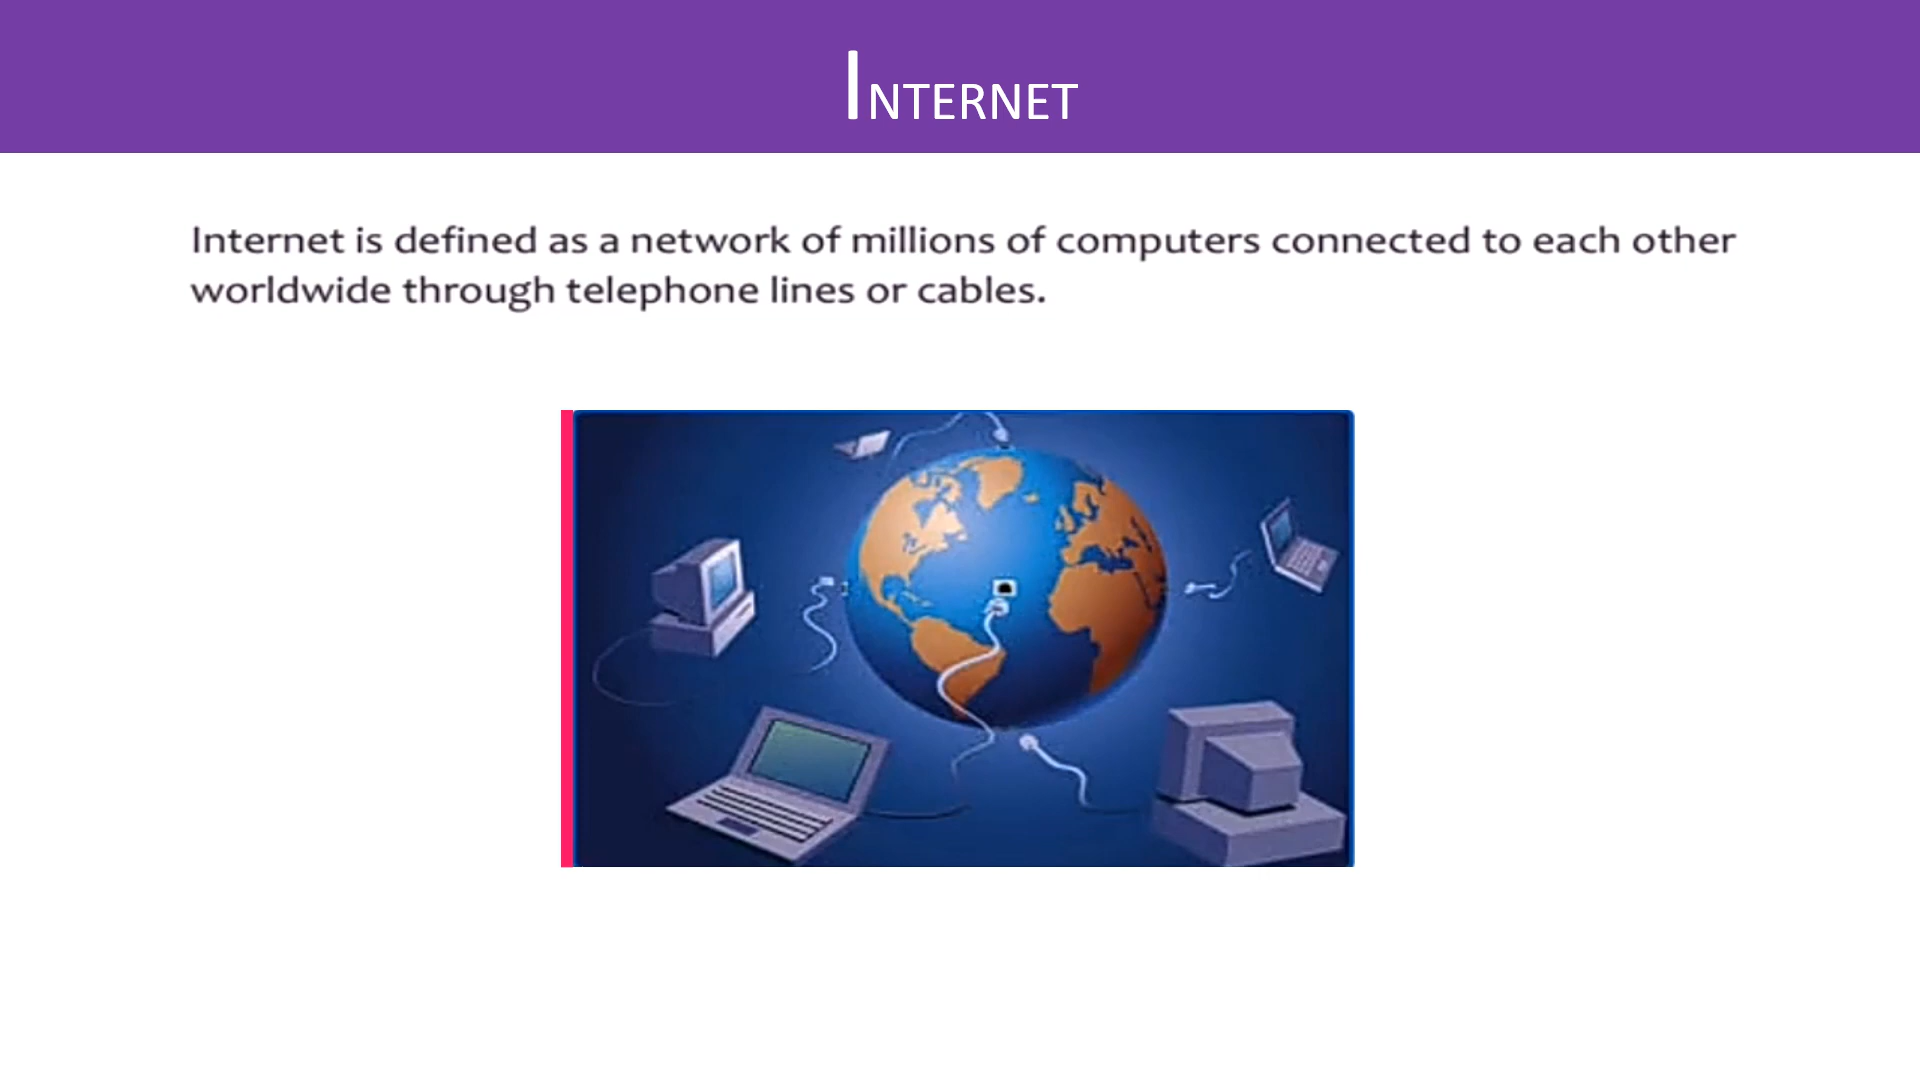 Internet
Internet is defined as a network of millions of computers connected to each other
worldwide through telephone lines or cables.